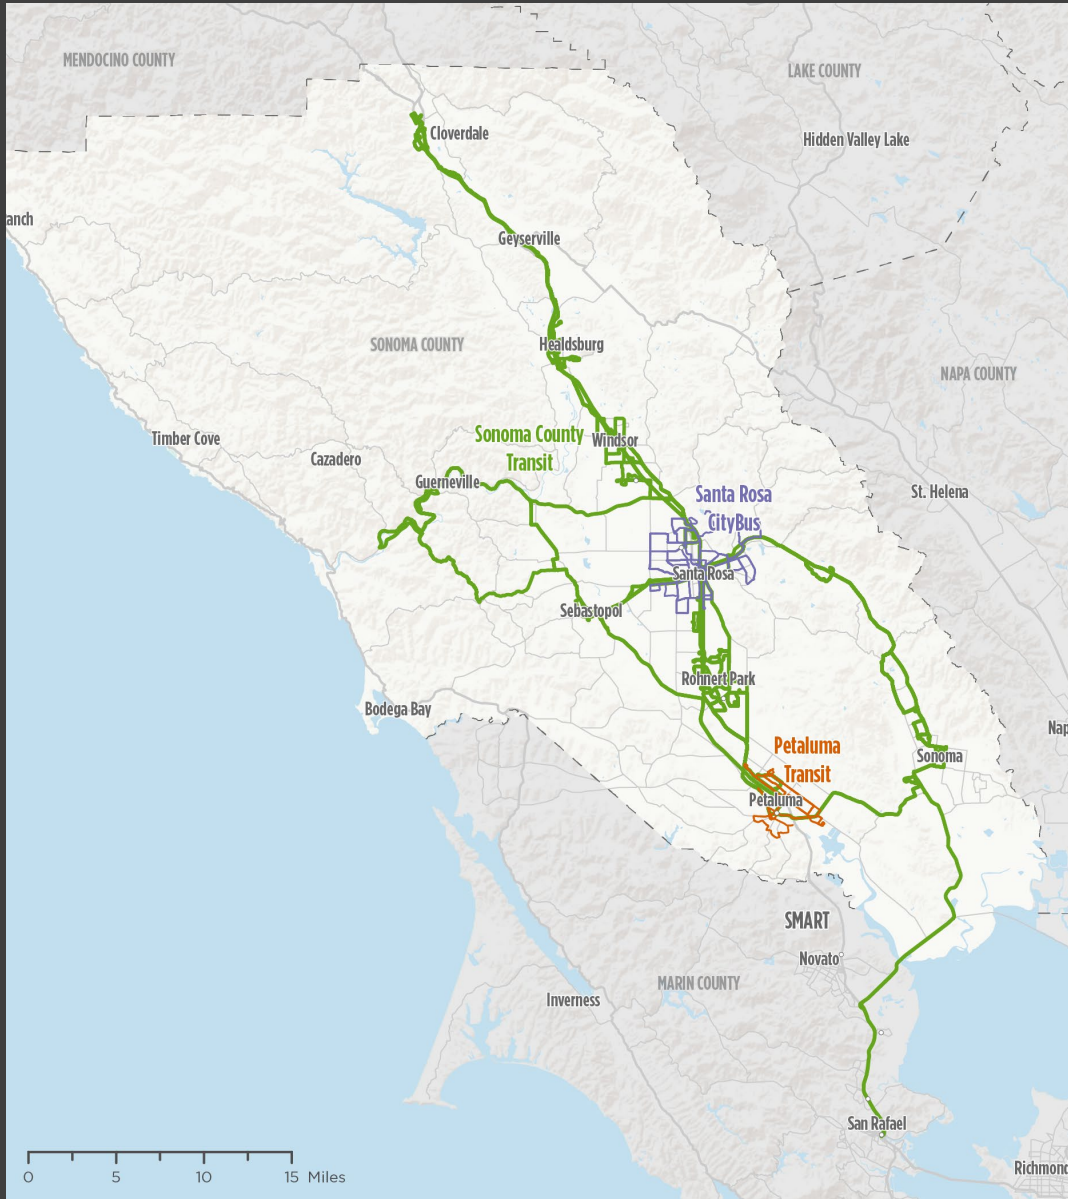 MENDOCINO COUNTY
LAKE COUNTY
Cloverdale
Hidden Valley Lake
anch
Geyserville
SONOMA COUNTY
Healdsburg
NAPA COUNTY
Timber Cove
Sonoma County
Transit
Windsor
Cazadero
Guerneville
St. Helena
Santa Rosa
CityBus
Santa Rosa
Sebastopol
Rohnert Park
Bodega Bay
Nap
Petaluma
Transit
Sonoma
Petaluma
SMART
Novato
MARIN COUNTY
Inverness
San Rafael
Richmond
0 5 10 15 Miles